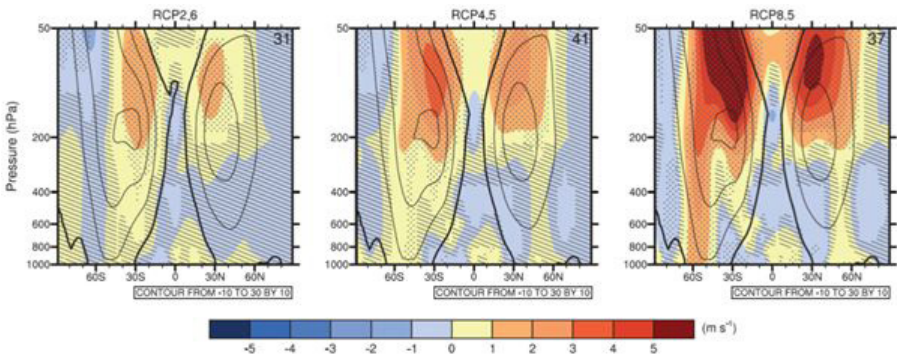 RCP2.6
RCP4.5
RCP8.5
50
31
50
41
50
37
Pressure (hPa)
200
200
200
400
400
400
600
600
600
800
800
800
1000
1000
1000
60S 30S 0 30N 60N
60S 30S 0 30N 60N
60S 30S 0 30N 60N
CONTOUR FROM -10 TO 30 BY 10
CONTOUR FROM -10 TO 30 BY 10
CONTOUR FROM -10 TO 30 BY 10
(m s⁻¹)
-5 -4 -3 -2 -1 0 1 2 3 4 5